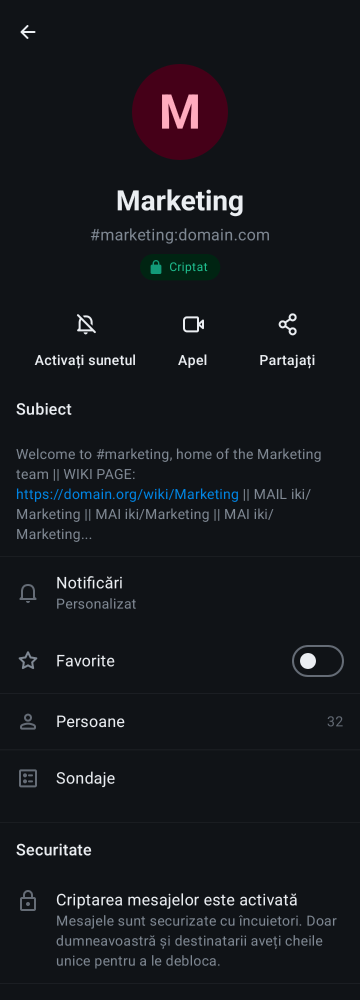 M
Marketing
#marketing:domain.com
Criptat
Activați sunetul
Apel
Partajați
Subiect
Welcome to #marketing, home of the Marketing
team || WIKI PAGE:
https://domain.org/wiki/Marketing || MAIL iki/
Marketing || MAI iki/Marketing || MAI iki/
Marketing...
Notificări
Personalizat
Favorite
Persoane 32
Sondaje
Securitate
Criptarea mesajelor este activată
Mesajele sunt securizate cu încuietori. Doar
dumneavoastră și destinatarii aveți cheile
unice pentru a le debloca.